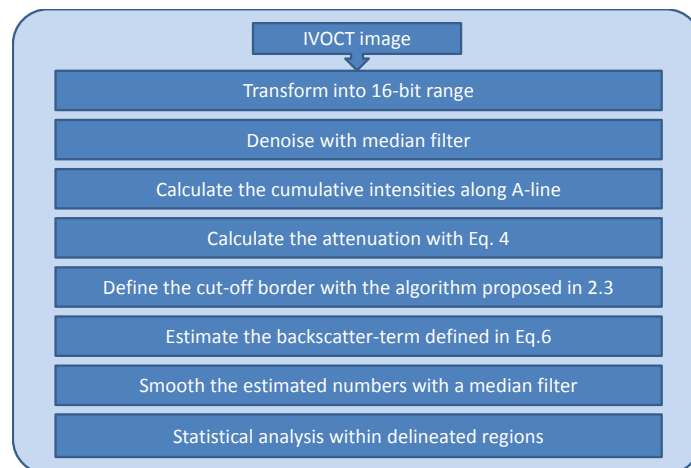 IVOCT image
Transform into 16-bit range
Denoise with median filter
Calculate the cumulative intensities along A-line
Calculate the attenuation with Eq. 4
Define the cut-off border with the algorithm proposed in 2.3
Estimate the backscatter-term defined in Eq.6
Smooth the estimated numbers with a median filter
Statistical analysis within delineated regions